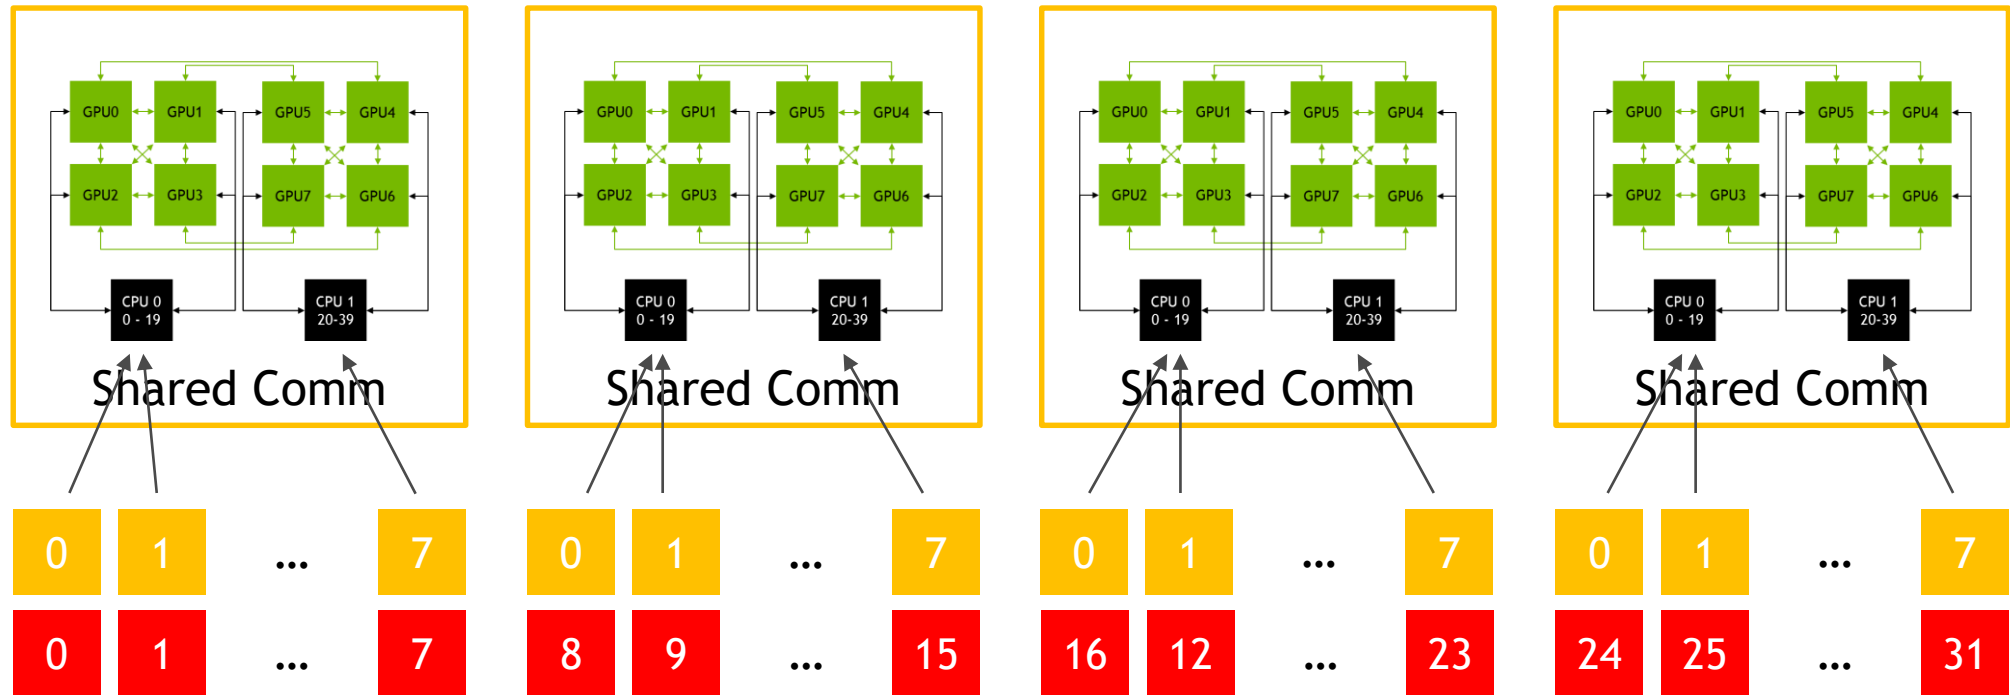 GPU0 GPU1 GPU5 GPU4
GPU2 GPU3 GPU7 GPU6
CPU 0 CPU 1
0 - 19 20-39
Shared Comm
GPU0 GPU1 GPU5 GPU4
GPU2 GPU3 GPU7 GPU6
CPU 0 CPU 1
0 - 19 20-39
Shared Comm
GPU0 GPU1 GPU5 GPU4
GPU2 GPU3 GPU7 GPU6
CPU 0 CPU 1
0 - 19 20-39
Shared Comm
GPU0 GPU1 GPU5 GPU4
GPU2 GPU3 GPU7 GPU6
CPU 0 CPU 1
0 - 19 20-39
Shared Comm
0 1 ... 7 0 1 ... 7 0 1 ... 7 0 1 ... 7
0 1 ... 7 8 9 ... 15 16 12 ... 23 24 25 ... 31